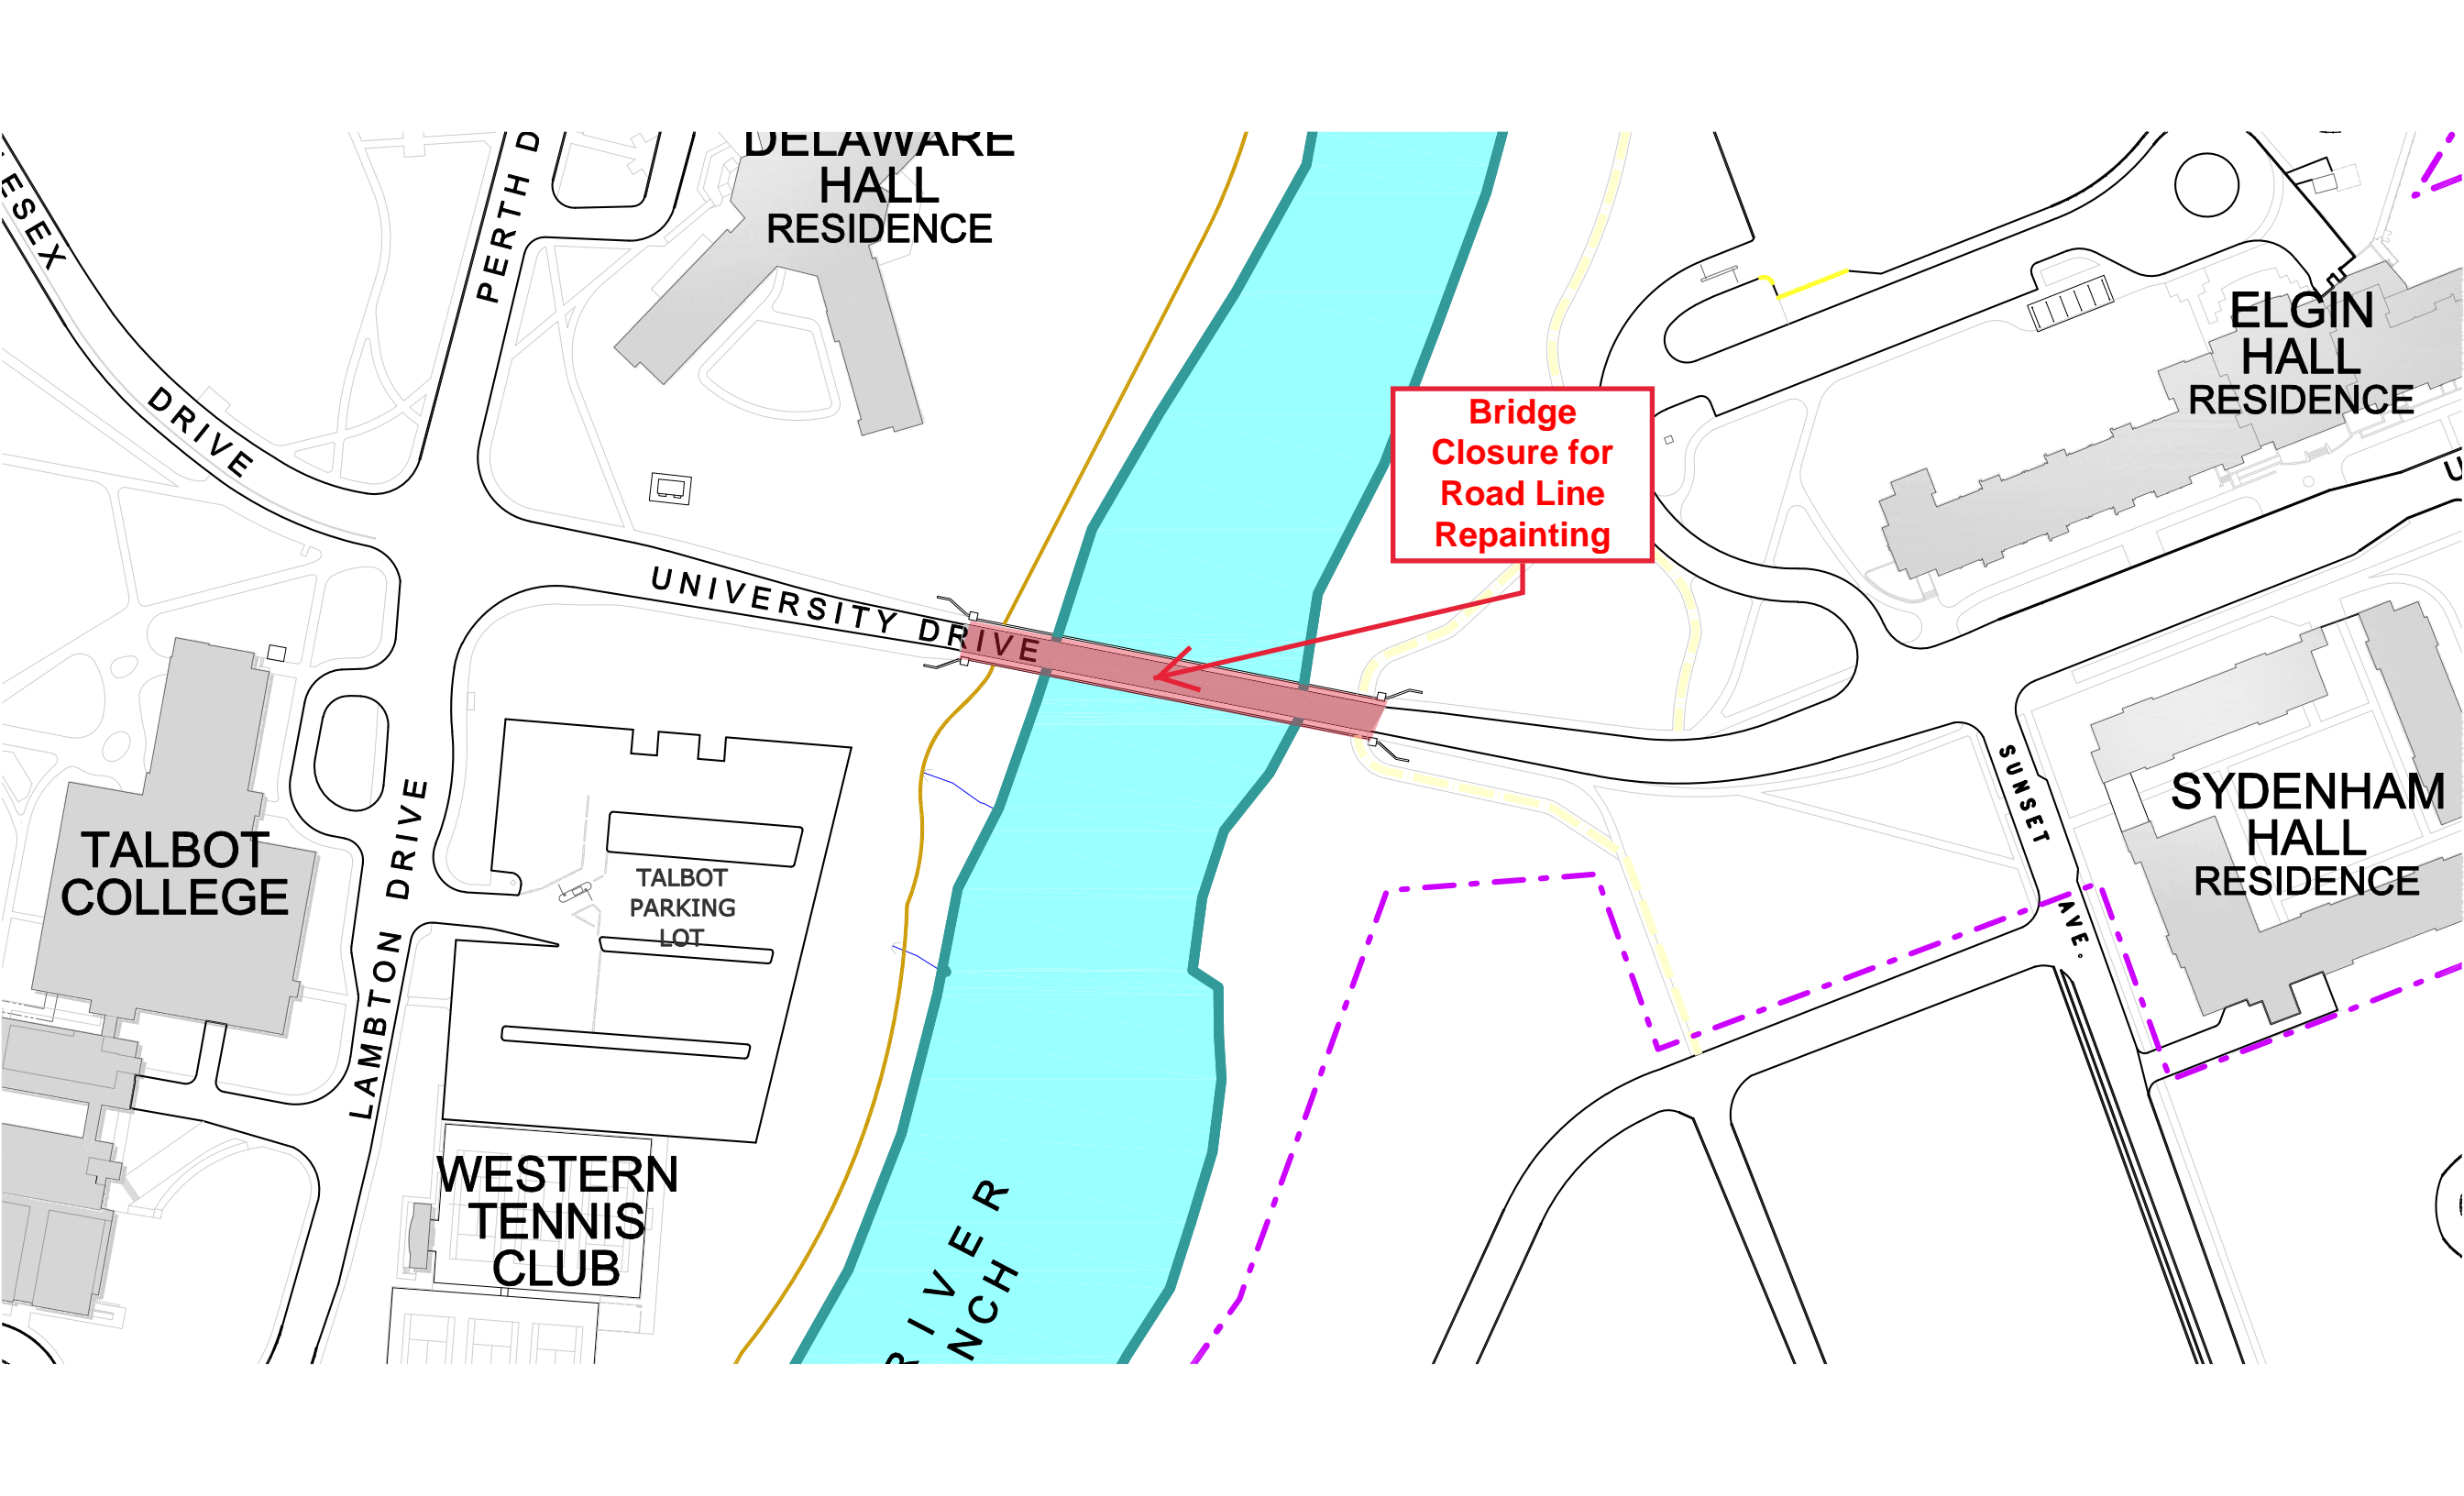 DELAWARE
HALL
RESIDENCE
PERTH D
ESEX
DRIVE
ELGIN
HALL
RESIDENCE
Bridge
Closure for
Road Line
Repainting
U
UNIVERSITY DRIVE
SUNSET
AVE.
SYDENHAM
HALL
RESIDENCE
TALBOT
COLLEGE
LAMBTON DRIVE
TALBOT
PARKING
LOT
WESTERN
TENNIS
CLUB
RIVER
NCH